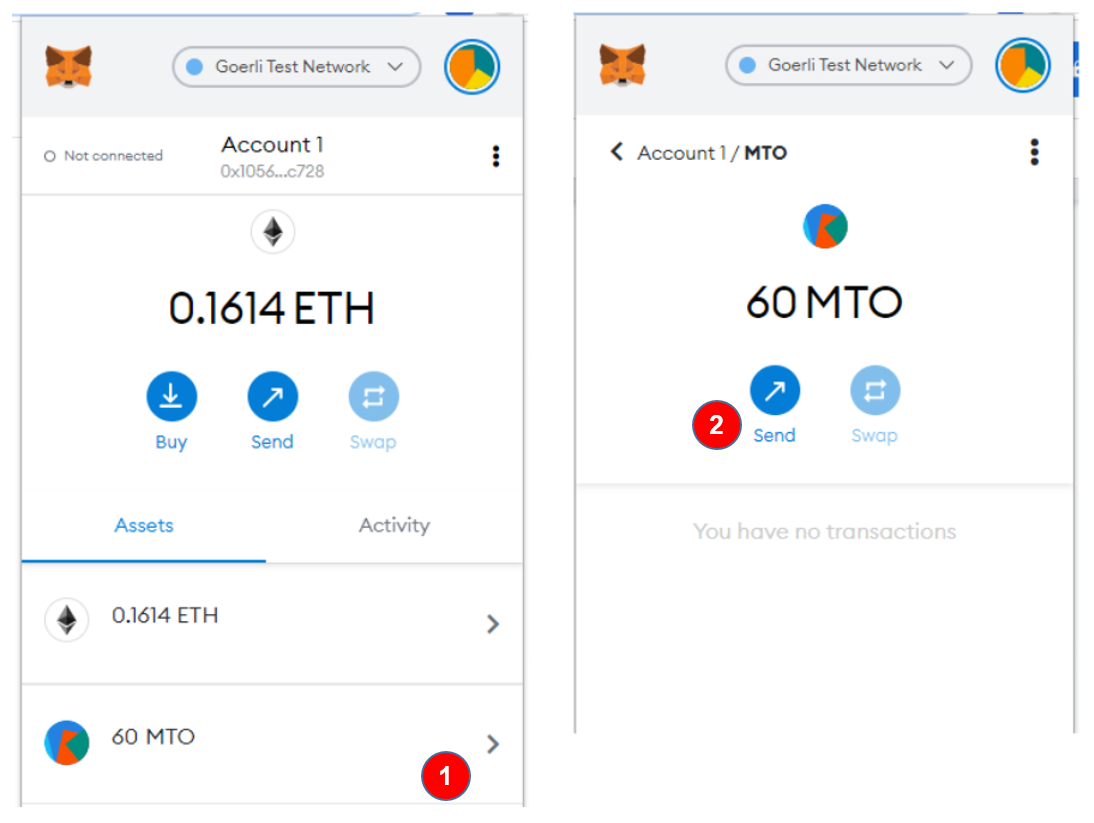 Goerli Test Network
Not connected
Account 1
0x1056...c728
0.1614 ETH
Buy
Send
Swap
Assets
Activity
0.1614 ETH
60 MTO
1
Goerli Test Network
Account 1 / MTO
60 MTO
2
Send
Swap
You have no transactions